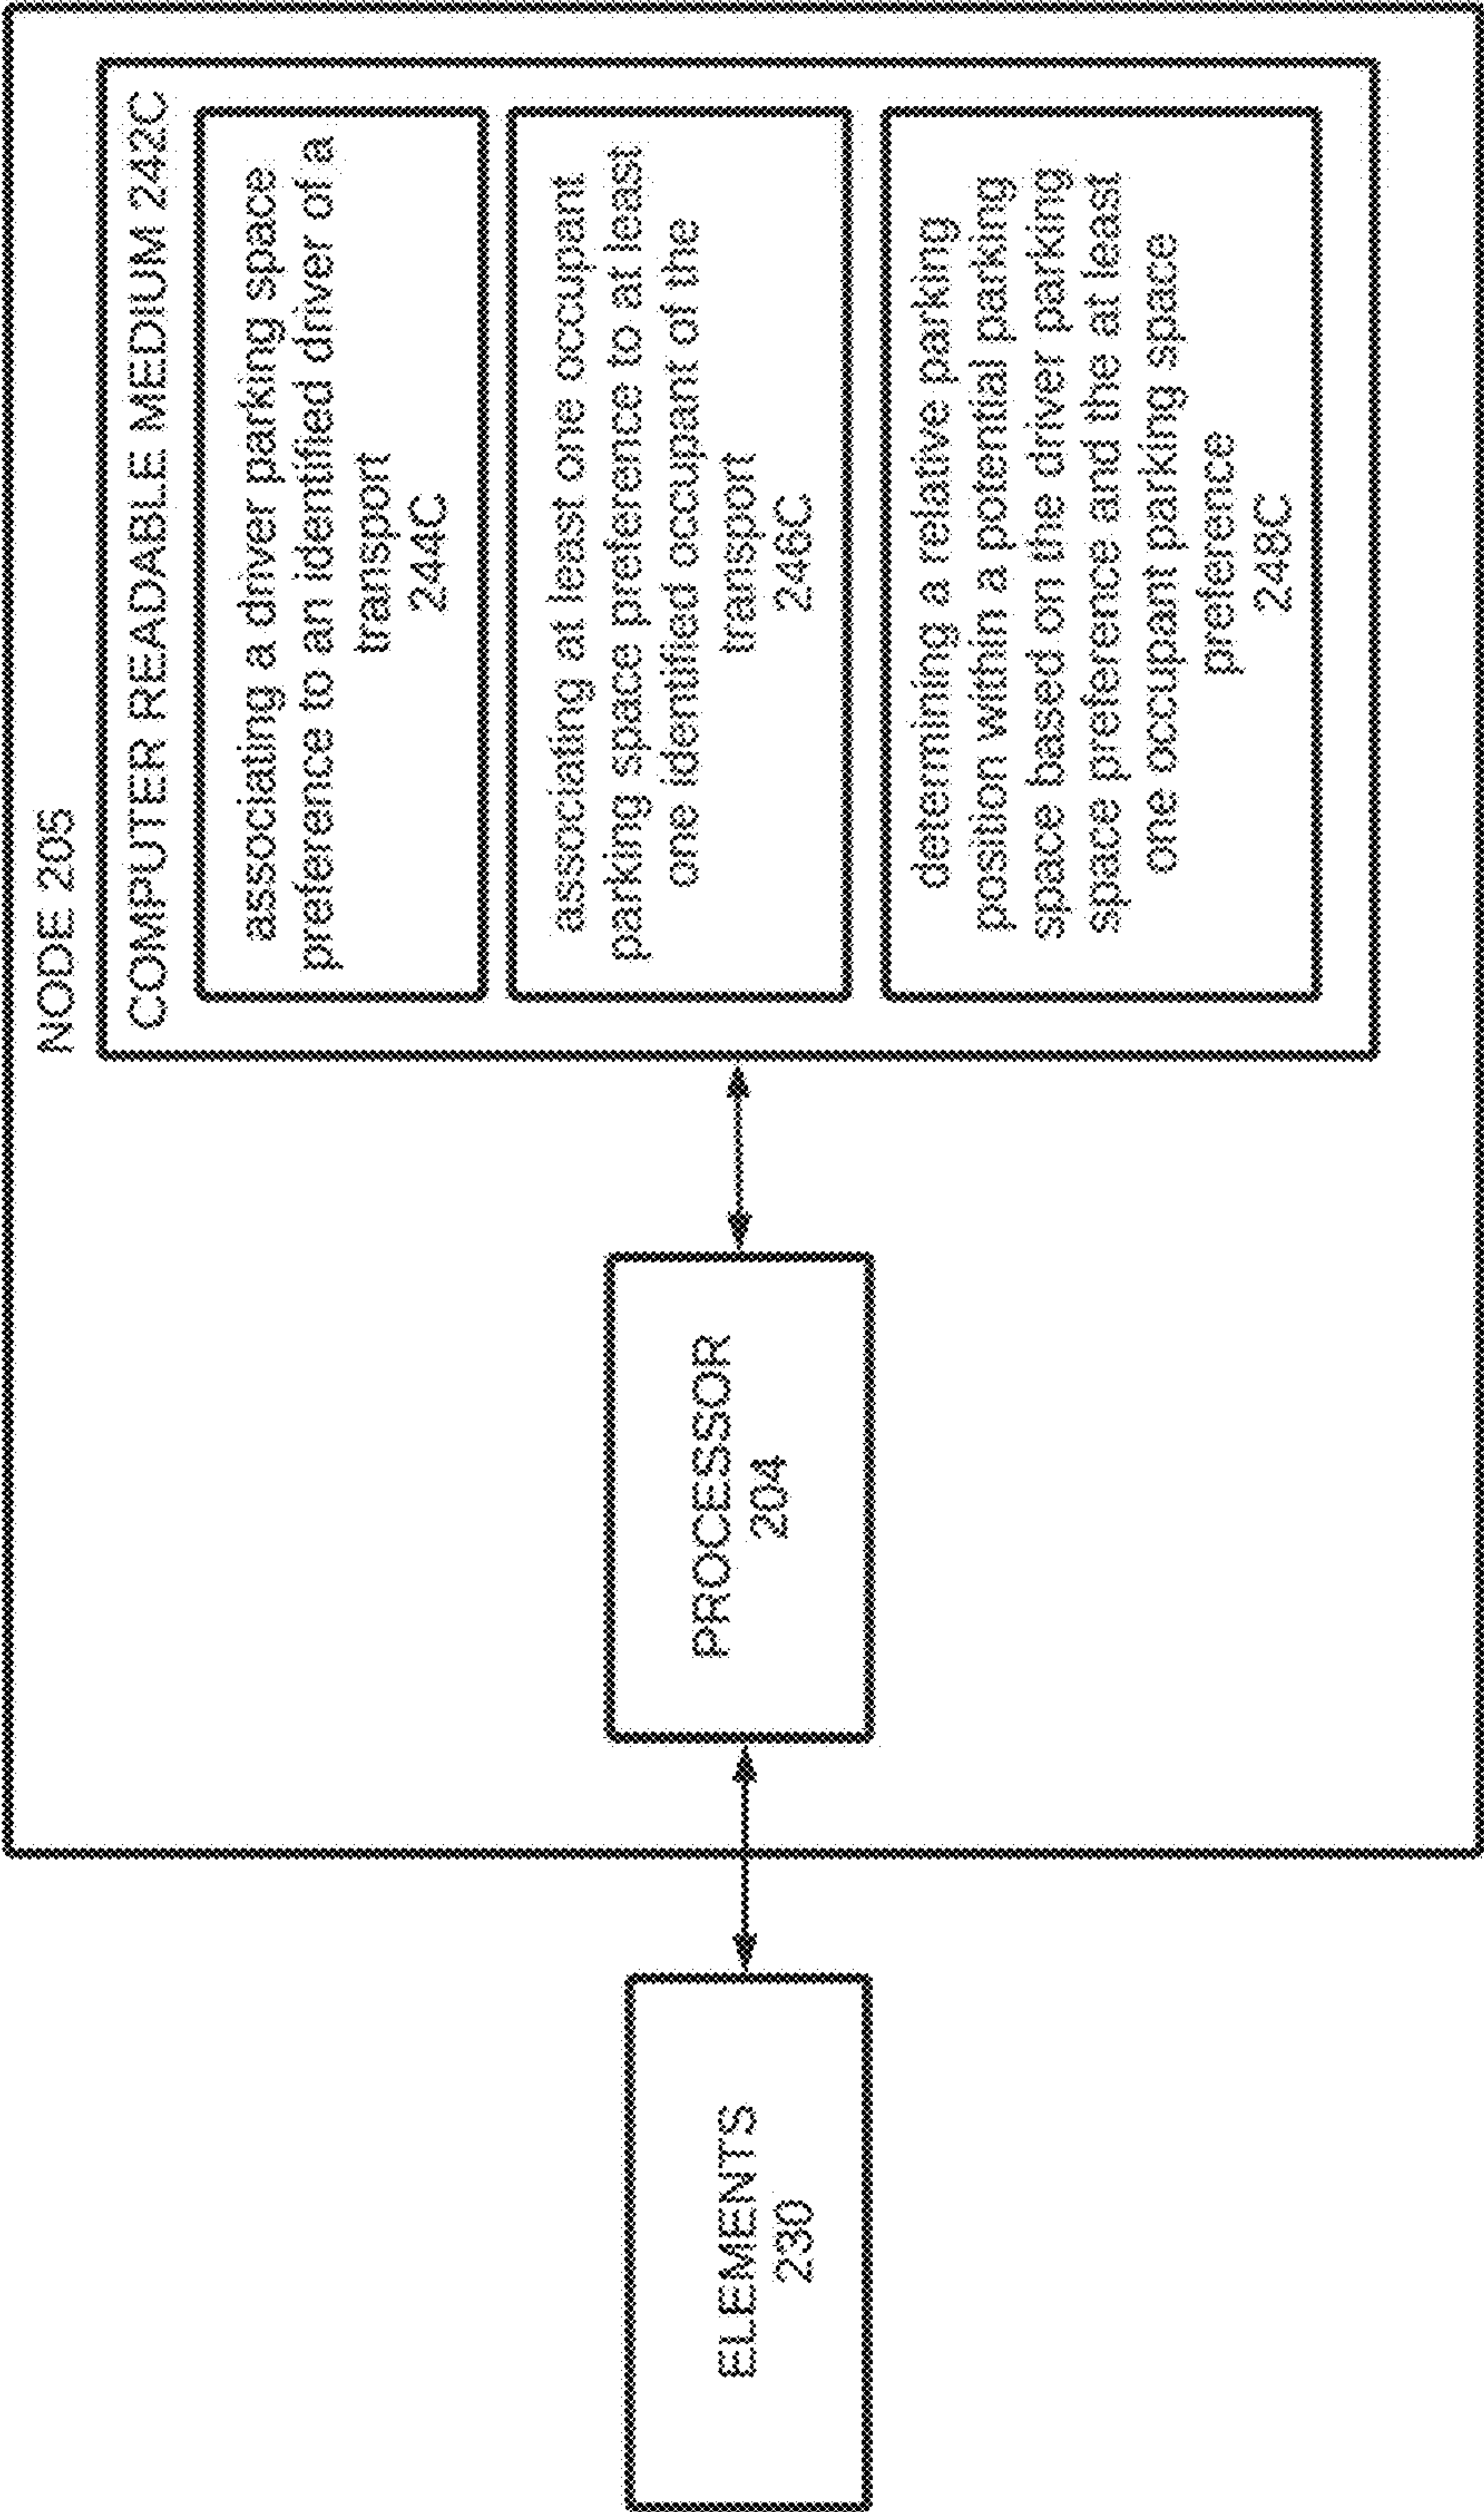 NODE 205
COMPUTER READABLE MEDIUM 242C
associating a driver parking space
preference to an identified driver of a
transport
244C
associating at least one occupant
parking space preference to at least
one identified occupant of the
transport
246C
determining a relative parking
position within a potential parking
space based on the driver parking
space preference and the at least
one occupant parking space
preference
248C
PROCESSOR
204
ELEMENTS
230